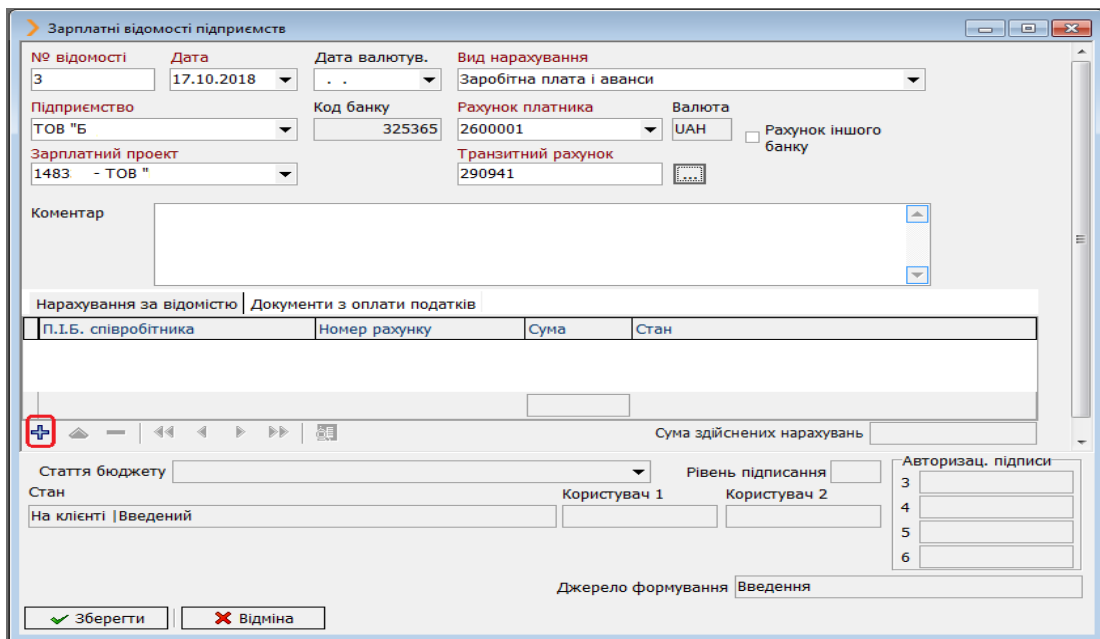 Зарплатні відомості підприємств
№ відомості Дата Дата валютув. Вид нарахування
3 17.10.2018 . . Заробітна плата і аванси
Підприємство Код банку Рахунок платника Валюта
ТОВ "Б 325365 2600001 UAH Рахунок іншого
банку
Зарплатний проект Транзитний рахунок
1483 - ТОВ " 290941 ...
Коментар
Нарахування за відомістю Документи з оплати податків
П.І.Б. співробітника Номер рахунку Сума Стан
Сума здійснених нарахувань
Стаття бюджету Рівень підписання Авторизац. підписи
Стан Користувач 1 Користувач 2 3
На клієнті |Введений 4
5
6
Джерело формування Введення
Зберегти Відміна